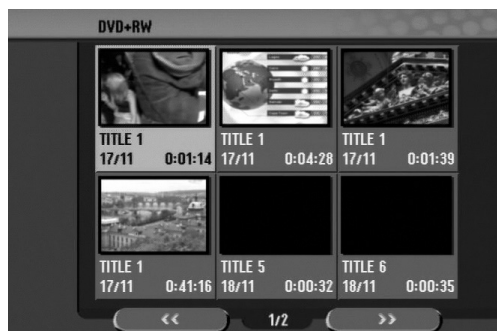 DVD+RW
TITLE 1
17/11 0:01:14
TITLE 1
17/11 0:04:28
TITLE 1
17/11 0:01:39
TITLE 1
17/11 0:41:16
TITLE 5
18/11 0:00:32
TITLE 6
18/11 0:00:35
<< 1/2 >>